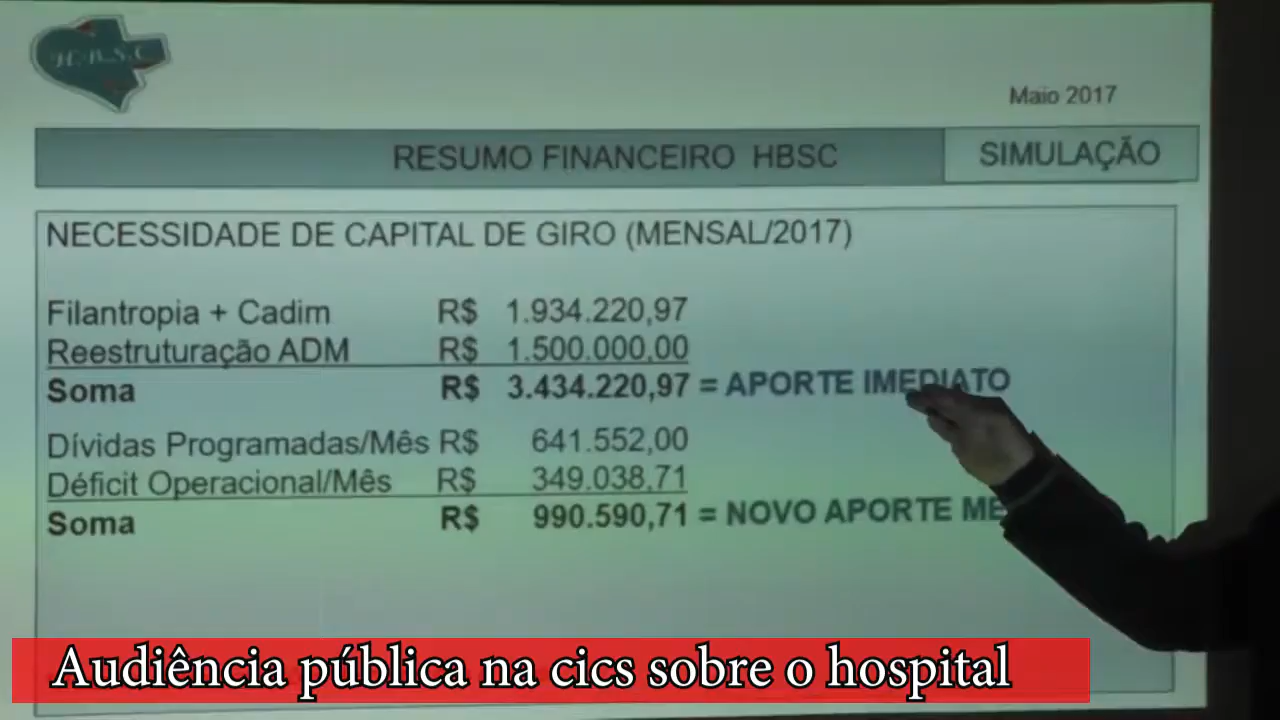 H.B.S.C
Maio 2017
RESUMO FINANCEIRO HBSC
SIMULAÇÃO
NECESSIDADE DE CAPITAL DE GIRO (MENSAL/2017)
Filantropia + Cadim R$ 1.934.220,97
Reestruturação ADM R$ 1.500.000,00
Soma R$ 3.434.220,97 = APORTE IMEDIATO
Dívidas Programadas/Mês R$ 641.552,00
Déficit Operacional/Mês R$ 349.038,71
Soma R$ 990.590,71 = NOVO APORTE
Audiência pública na cics sobre o hospital